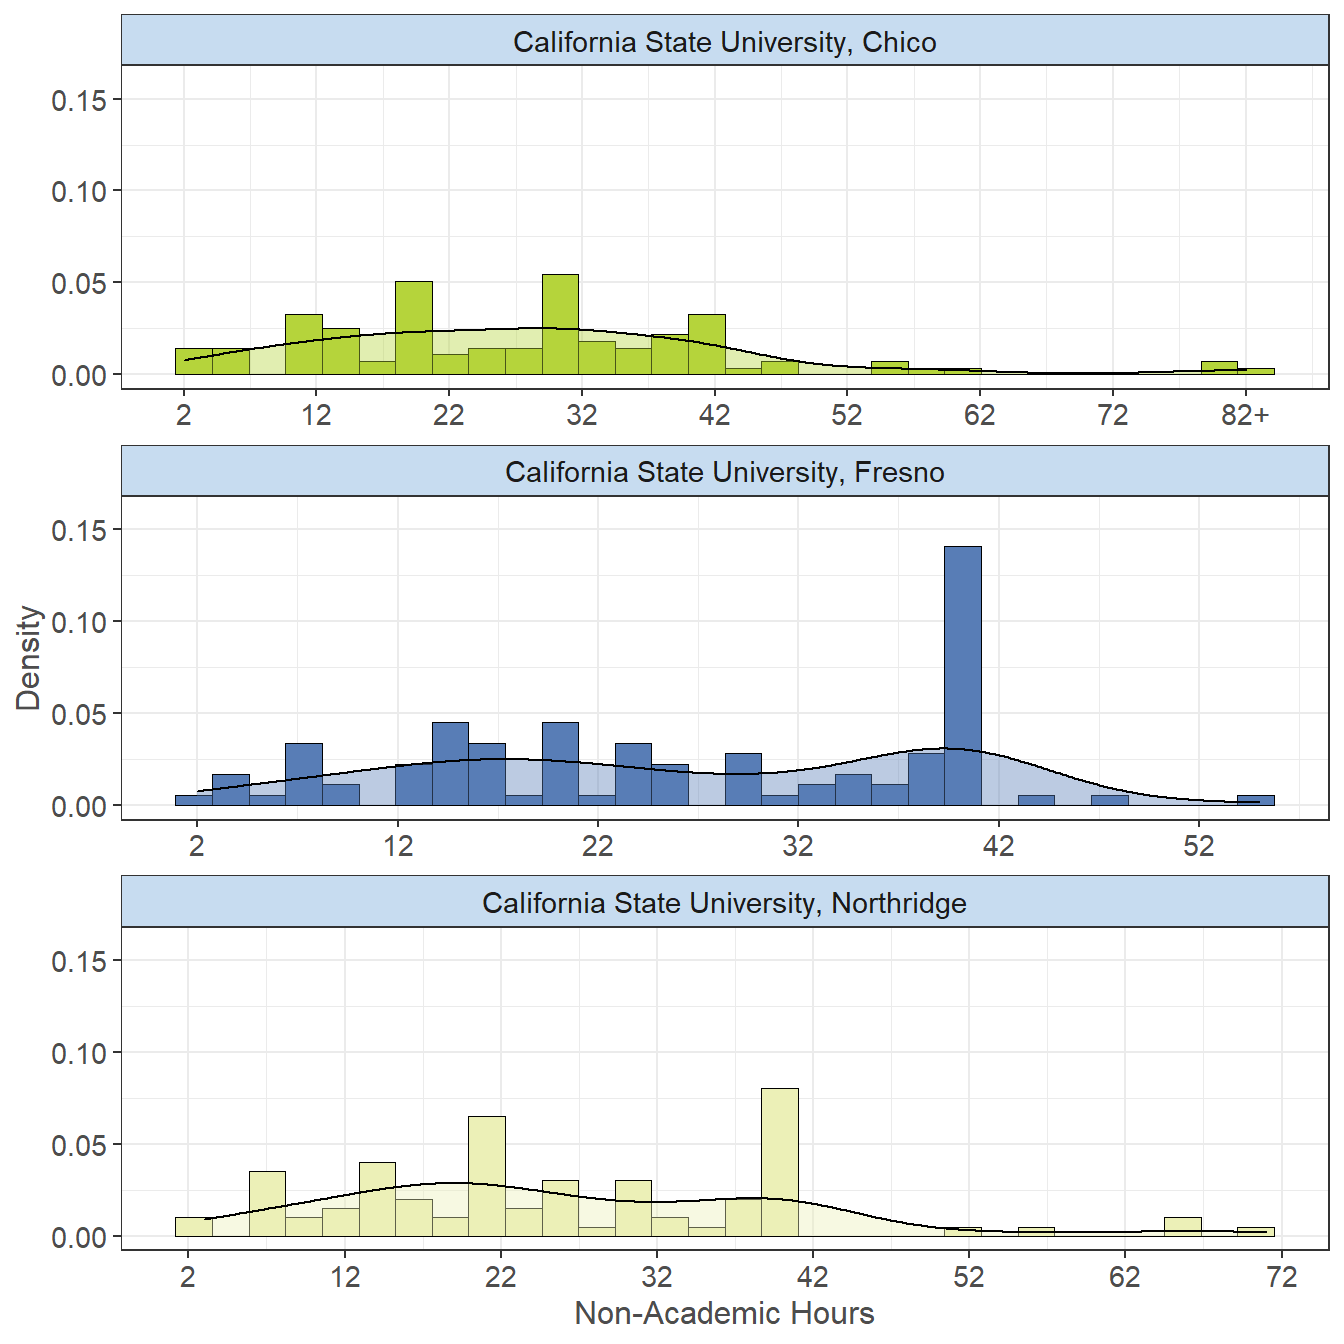 California State University, Chico
0.15
0.10
0.05
0.00
2 12 22 32 42 52 62 72 82+
California State University, Fresno
0.15
0.10
0.05
0.00
2 12 22 32 42 52
Density
California State University, Northridge
0.15
0.10
0.05
0.00
2 12 22 32 42 52 62 72
Non-Academic Hours